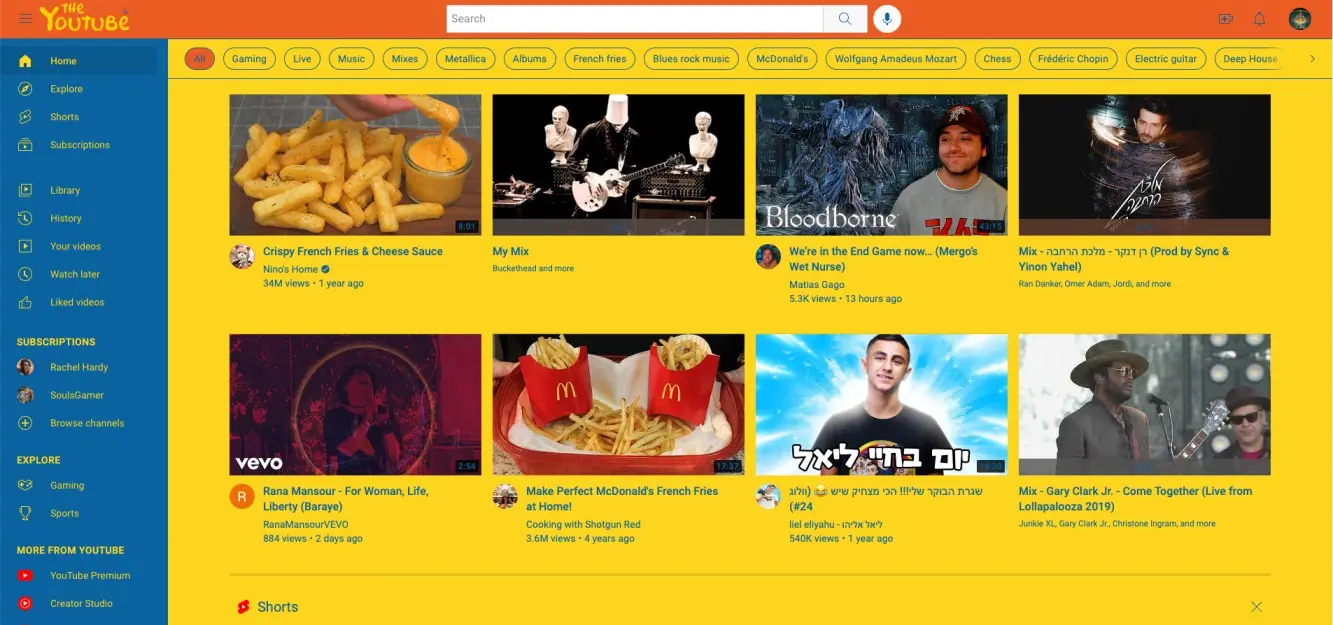 THE
YOUTUBE
Search
Home
Explore
Shorts
Subscriptions
Library
History
Your videos
Watch later
Liked videos
SUBSCRIPTIONS
Rachel Hardy
SoulsGamer
Browse channels
EXPLORE
Gaming
Sports
MORE FROM YOUTUBE
YouTube Premium
Creator Studio
All
Gaming
Live
Music
Mixes
Metallica
Albums
French fries
Blues rock music
McDonald's
Wolfgang Amadeus Mozart
Chess
Frédéric Chopin
Electric guitar
Deep House
8:01
Crispy French Fries & Cheese Sauce
Nino's Home
34M views • 1 year ago
My Mix
Buckethead and more
Bloodborne
43:15
We're in the End Game now... (Mergo's
Wet Nurse)
Matias Gago
5.3K views • 13 hours ago
מלכת
הרחבה
Mix - רן דנקר - מלכת הרחבה (Prod by Sync &
Yinon Yahel)
Ran Danker, Omer Adam, Jordi, and more
vevo
2:54
R
Rana Mansour - For Woman, Life,
Liberty (Baraye)
RanaMansourVEVO
884 views • 2 days ago
17:37
Make Perfect McDonald's French Fries
at Home!
Cooking with Shotgun Red
3.6M views • 4 years ago
יום בחיי ליאל
שגרת הבוקר שלי!!! הכי מצחיק שיש 😂 (וולוג
#24)
liel eliyahu - ליאל אליהו
540K views • 1 year ago
Mix - Gary Clark Jr. - Come Together (Live from
Lollapalooza 2019)
Junkie XL, Gary Clark Jr., Christone Ingram, and more
Shorts